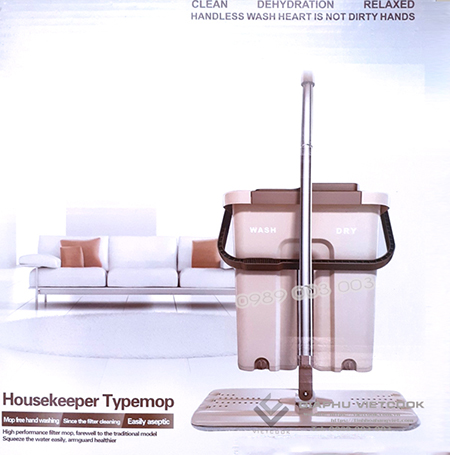 CLEAN DEHYDRATION RELAXED
HANDLESS WASH HEART IS NOT DIRTY HANDS
WASH DRY
0989 003 003
VIETCOOK
Housekeeper Typemop
Mop free hand washing Since the filter cleaning Easily aseptic
High performance filter mop, farewell to the traditional model
Squeeze the water easily, armguard healthier